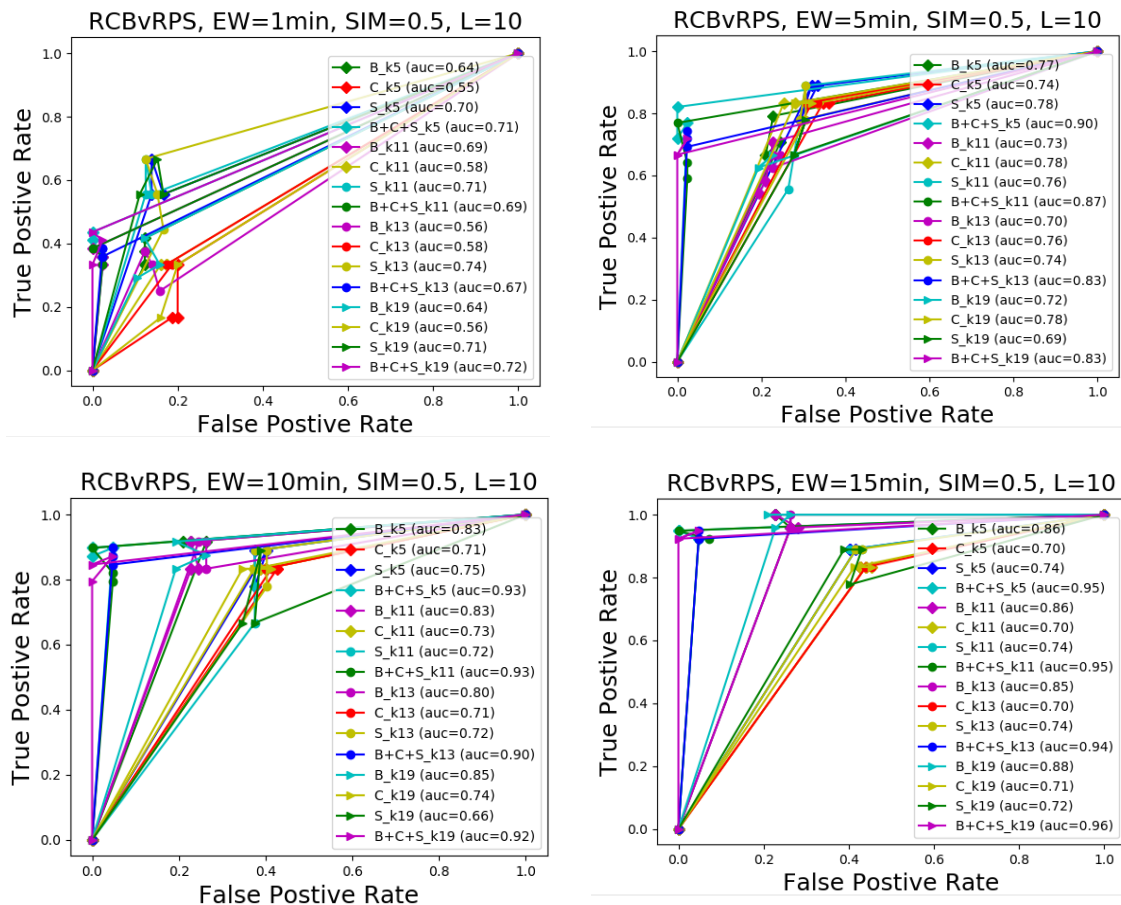 RCBvRPS, EW=1min, SIM=0.5, L=10
True Postive Rate
1.0
0.8
0.6
0.4
0.2
0.0
B_k5 (auc=0.64)
C_k5 (auc=0.55)
S_k5 (auc=0.70)
B+C+S_k5 (auc=0.71)
B_k11 (auc=0.69)
C_k11 (auc=0.58)
S_k11 (auc=0.71)
B+C+S_k11 (auc=0.69)
B_k13 (auc=0.56)
C_k13 (auc=0.58)
S_k13 (auc=0.74)
B+C+S_k13 (auc=0.67)
B_k19 (auc=0.64)
C_k19 (auc=0.56)
S_k19 (auc=0.71)
B+C+S_k19 (auc=0.72)
0.0 0.2 0.4 0.6 0.8 1.0
False Postive Rate
RCBvRPS, EW=5min, SIM=0.5, L=10
True Postive Rate
1.0
0.8
0.6
0.4
0.2
0.0
B_k5 (auc=0.77)
C_k5 (auc=0.74)
S_k5 (auc=0.78)
B+C+S_k5 (auc=0.90)
B_k11 (auc=0.73)
C_k11 (auc=0.78)
S_k11 (auc=0.76)
B+C+S_k11 (auc=0.87)
B_k13 (auc=0.70)
C_k13 (auc=0.76)
S_k13 (auc=0.74)
B+C+S_k13 (auc=0.83)
B_k19 (auc=0.72)
C_k19 (auc=0.78)
S_k19 (auc=0.69)
B+C+S_k19 (auc=0.83)
0.0 0.2 0.4 0.6 0.8 1.0
False Postive Rate
RCBvRPS, EW=10min, SIM=0.5, L=10
True Postive Rate
1.0
0.8
0.6
0.4
0.2
0.0
B_k5 (auc=0.83)
C_k5 (auc=0.71)
S_k5 (auc=0.75)
B+C+S_k5 (auc=0.93)
B_k11 (auc=0.83)
C_k11 (auc=0.73)
S_k11 (auc=0.72)
B+C+S_k11 (auc=0.93)
B_k13 (auc=0.80)
C_k13 (auc=0.71)
S_k13 (auc=0.72)
B+C+S_k13 (auc=0.90)
B_k19 (auc=0.85)
C_k19 (auc=0.74)
S_k19 (auc=0.66)
B+C+S_k19 (auc=0.92)
0.0 0.2 0.4 0.6 0.8 1.0
False Postive Rate
RCBvRPS, EW=15min, SIM=0.5, L=10
True Postive Rate
1.0
0.8
0.6
0.4
0.2
0.0
B_k5 (auc=0.86)
C_k5 (auc=0.70)
S_k5 (auc=0.74)
B+C+S_k5 (auc=0.95)
B_k11 (auc=0.86)
C_k11 (auc=0.70)
S_k11 (auc=0.74)
B+C+S_k11 (auc=0.95)
B_k13 (auc=0.85)
C_k13 (auc=0.70)
S_k13 (auc=0.74)
B+C+S_k13 (auc=0.94)
B_k19 (auc=0.88)
C_k19 (auc=0.71)
S_k19 (auc=0.72)
B+C+S_k19 (auc=0.96)
0.0 0.2 0.4 0.6 0.8 1.0
False Postive Rate